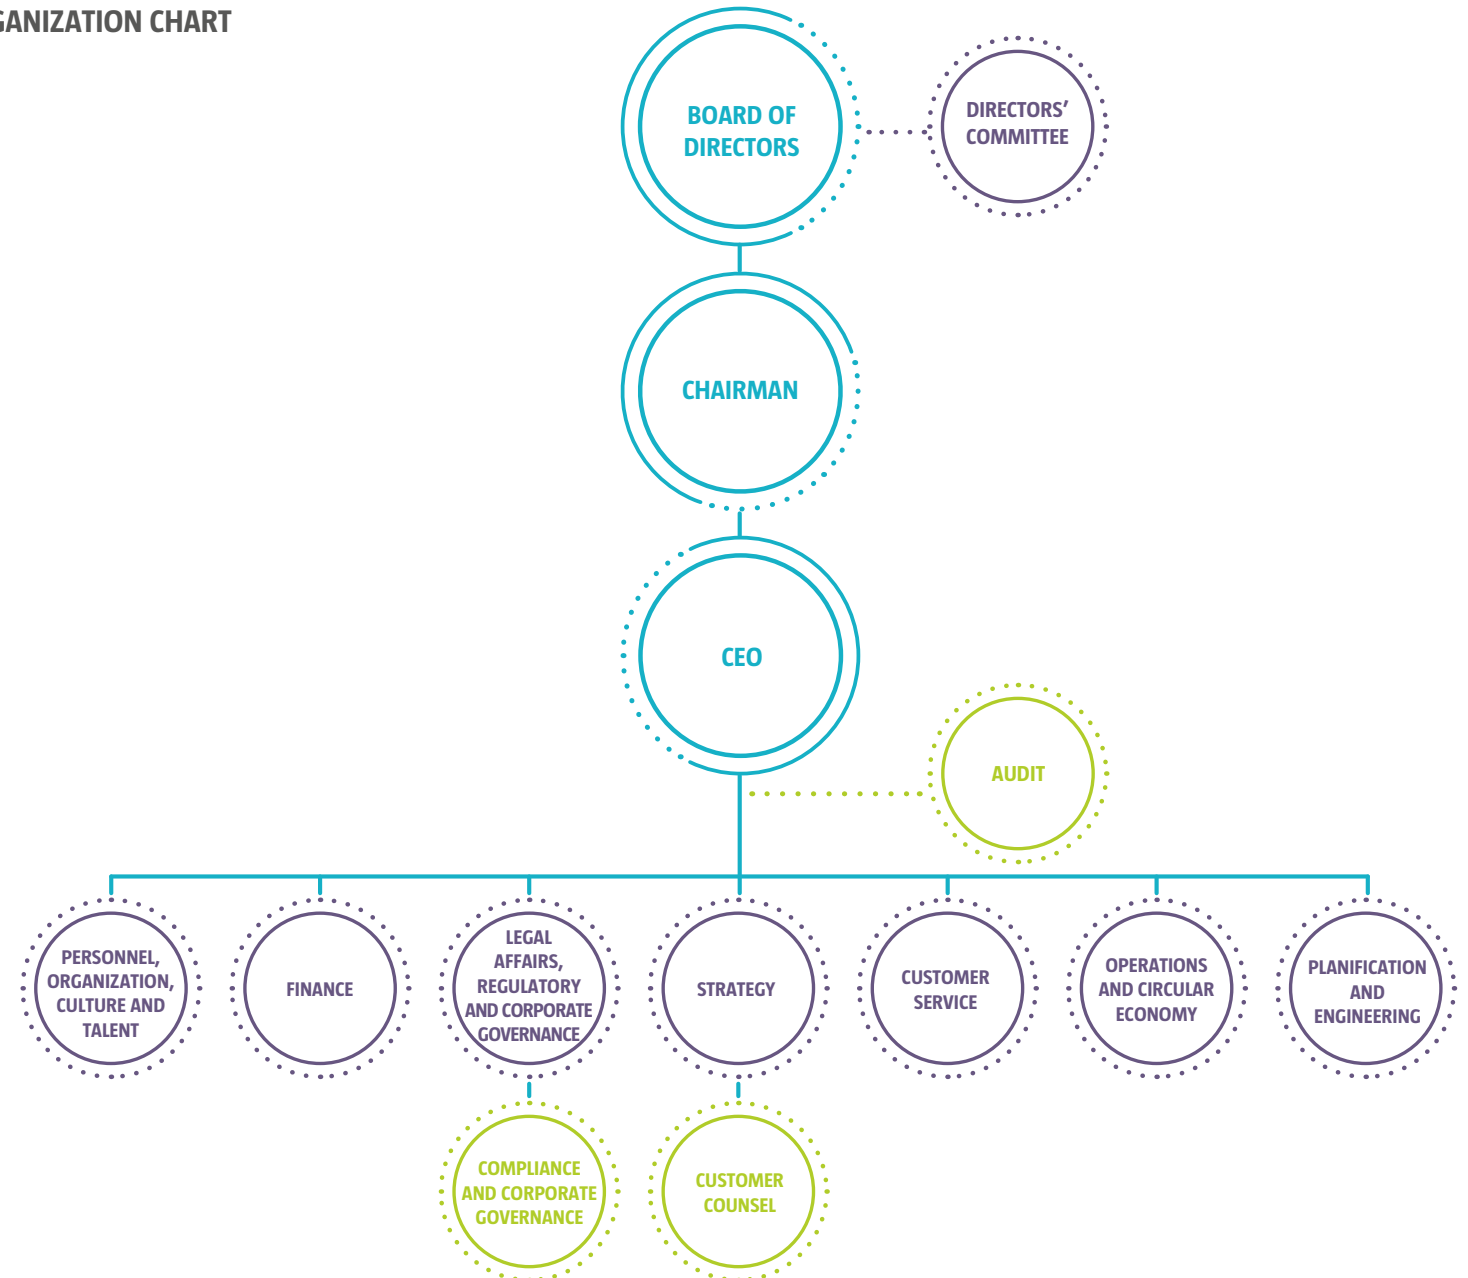 GANIZATION CHART
BOARD OF
DIRECTORS
DIRECTORS'
COMMITTEE
CHAIRMAN
CEO
AUDIT
PERSONNEL,
ORGANIZATION,
CULTURE AND
TALENT
FINANCE
LEGAL
AFFAIRS,
REGULATORY
AND CORPORATE
GOVERNANCE
STRATEGY
CUSTOMER
SERVICE
OPERATIONS
AND CIRCULAR
ECONOMY
PLANIFICATION
AND
ENGINEERING
COMPLIANCE
AND CORPORATE
GOVERNANCE
CUSTOMER
COUNSEL